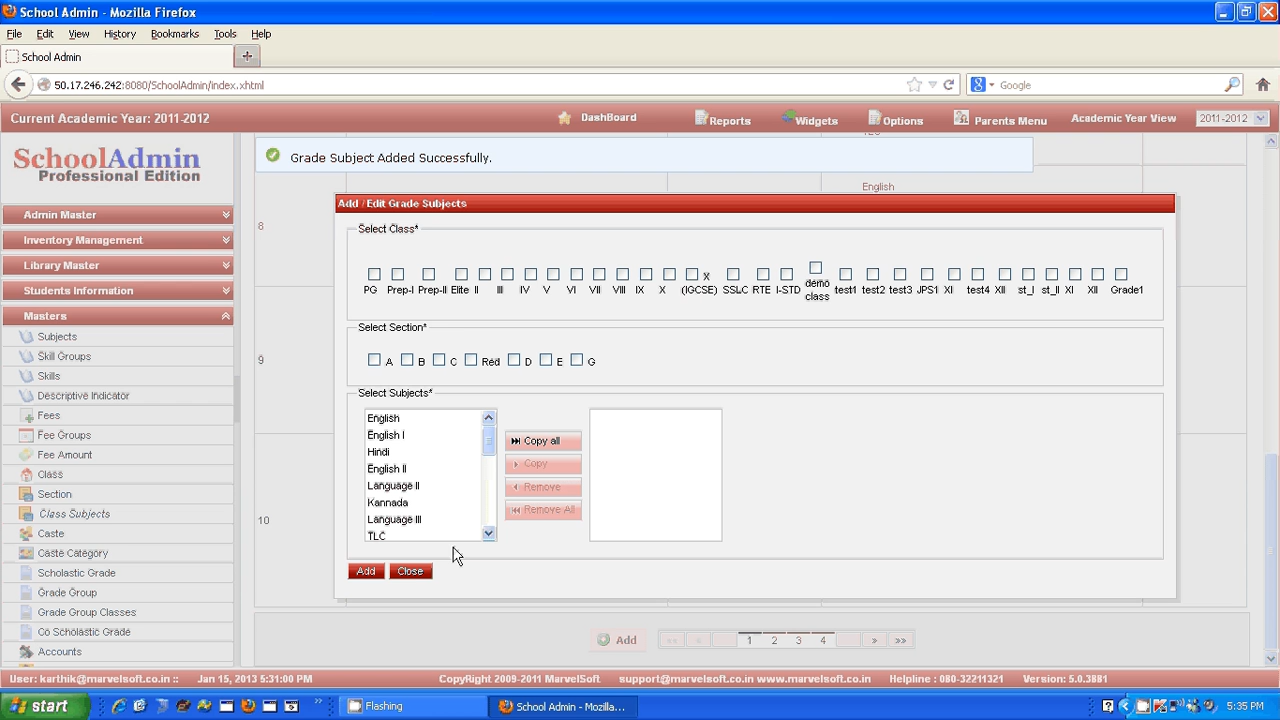 School Admin - Mozilla Firefox
File Edit View History Bookmarks Tools Help
School Admin
50.17.246.242:8080/SchoolAdmin/index.xhtml
Google
Current Academic Year: 2011-2012
DashBoard
Reports
Widgets
Options
Parents Menu
Academic Year View
2011-2012
SchoolAdmin
Professional Edition
Grade Subject Added Successfully.
English
Admin Master
Inventory Management
Library Master
Students Information
Masters
Subjects
Skill Groups
Skills
Descriptive Indicator
Fees
Fee Groups
Fee Amount
Class
Section
Class Subjects
Caste
Caste Category
Scholastic Grade
Grade Group
Grade Group Classes
Co Scholastic Grade
Accounts
8
9
10
Add / Edit Grade Subjects
Select Class*
PG Prep-I Prep-II Elite II III IV V VI VII VIII IX X X (IGCSE) SSLC RTE I-STD demo class test1 test2 test3 JPS1 XI test4 XII st_I st_II XI XII Grade1
Select Section*
A B C Red D E G
Select Subjects*
English
English I
Hindi
English II
Language II
Kannada
Language III
TLC
Copy all
Copy
Remove
Remove All
Add Close
Add
1 2 3 4
User: karthik@marvelsoft.co.in :: Jan 15, 2013 5:31:00 PM CopyRight 2009-2011 MarvelSoft support@marvelsoft.co.in www.marvelsoft.co.in Helpline : 080-32211321 Version: 5.0.3881
start
Flashing
School Admin - Mozilla...
5:35 PM